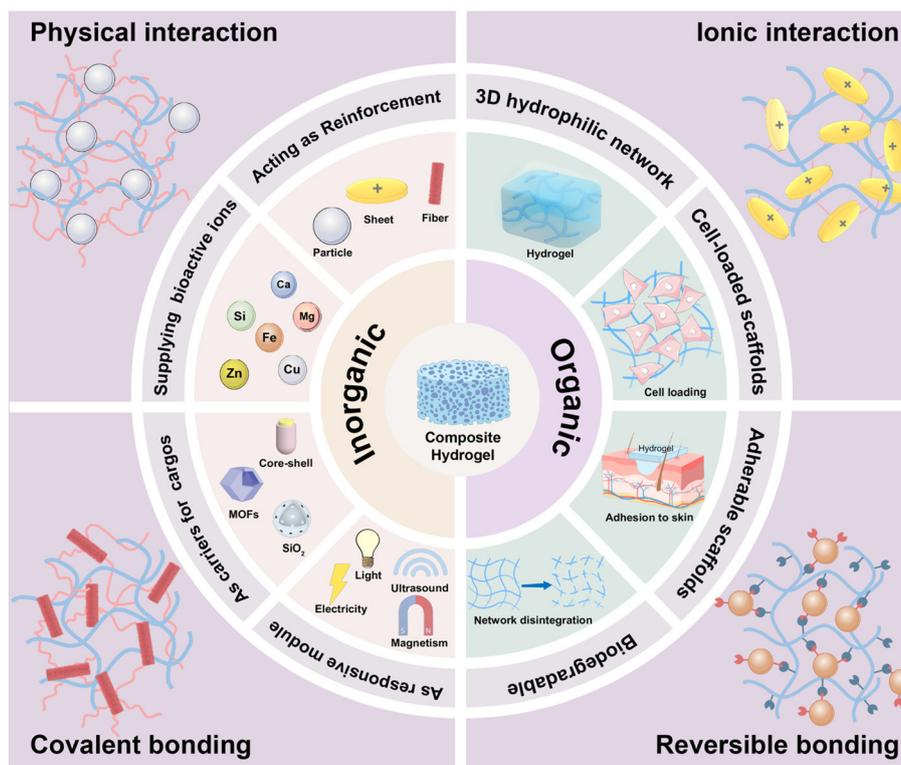 Physical interaction
Ionic interaction
Acting as Reinforcement
3D hydrophilic network
Supplying bioactive ions
Cell-loaded scaffolds
+
Sheet
Fiber
Particle
Hydrogel
Ca
Si
Mg
Fe
Zn
Cu
Cell loading
Inorganic
Organic
Composite
Hydrogel
As carriers for cargos
Adherable scaffolds
Core-shell
MOFs
SiO2
Hydrogel
Adhesion to skin
Light
Electricity
Ultrasound
S N
Magnetism
Network disintegration
As responsive module
Biodegradable
Covalent bonding
Reversible bonding
+
+
+
+
+
+
+